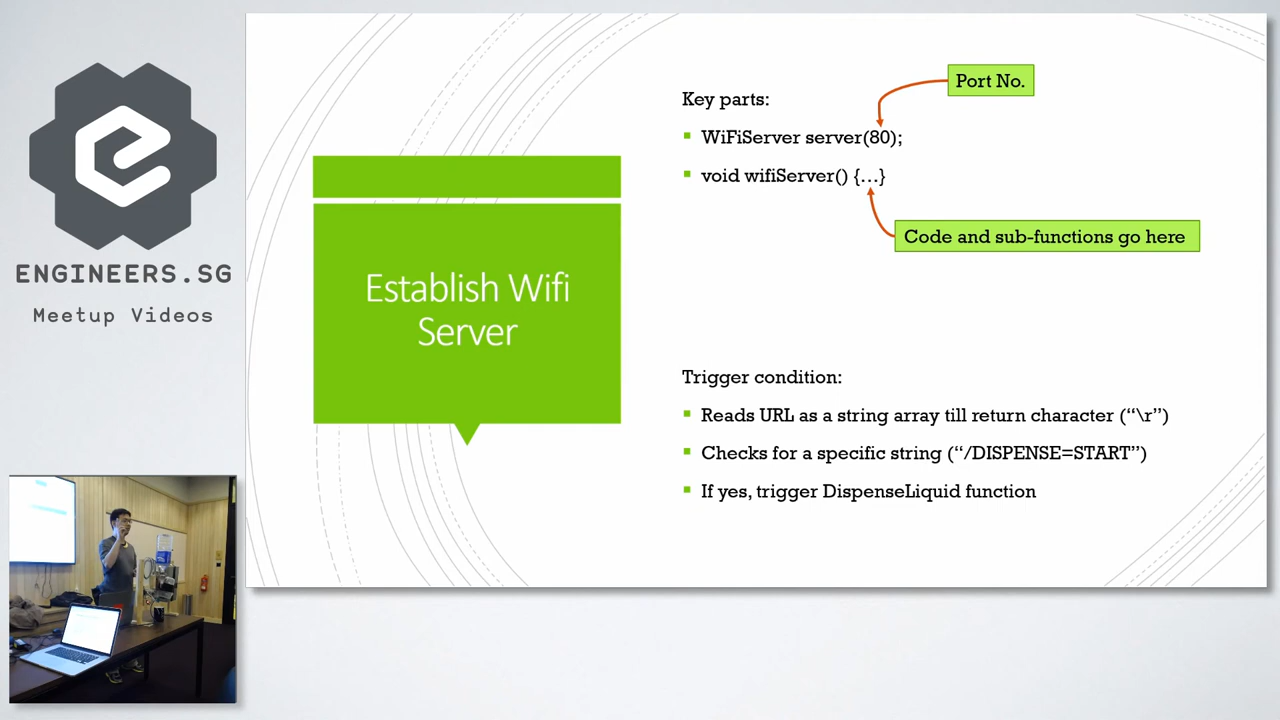 ENGINEERS.SG
Meetup Videos
Establish Wifi
Server
Key parts:
Port No.
WiFiServer server(80);
void wifiServer() {…}
Code and sub-functions go here
Trigger condition:
Reads URL as a string array till return character (“\r”)
Checks for a specific string (“/DISPENSE=START”)
If yes, trigger DispenseLiquid function